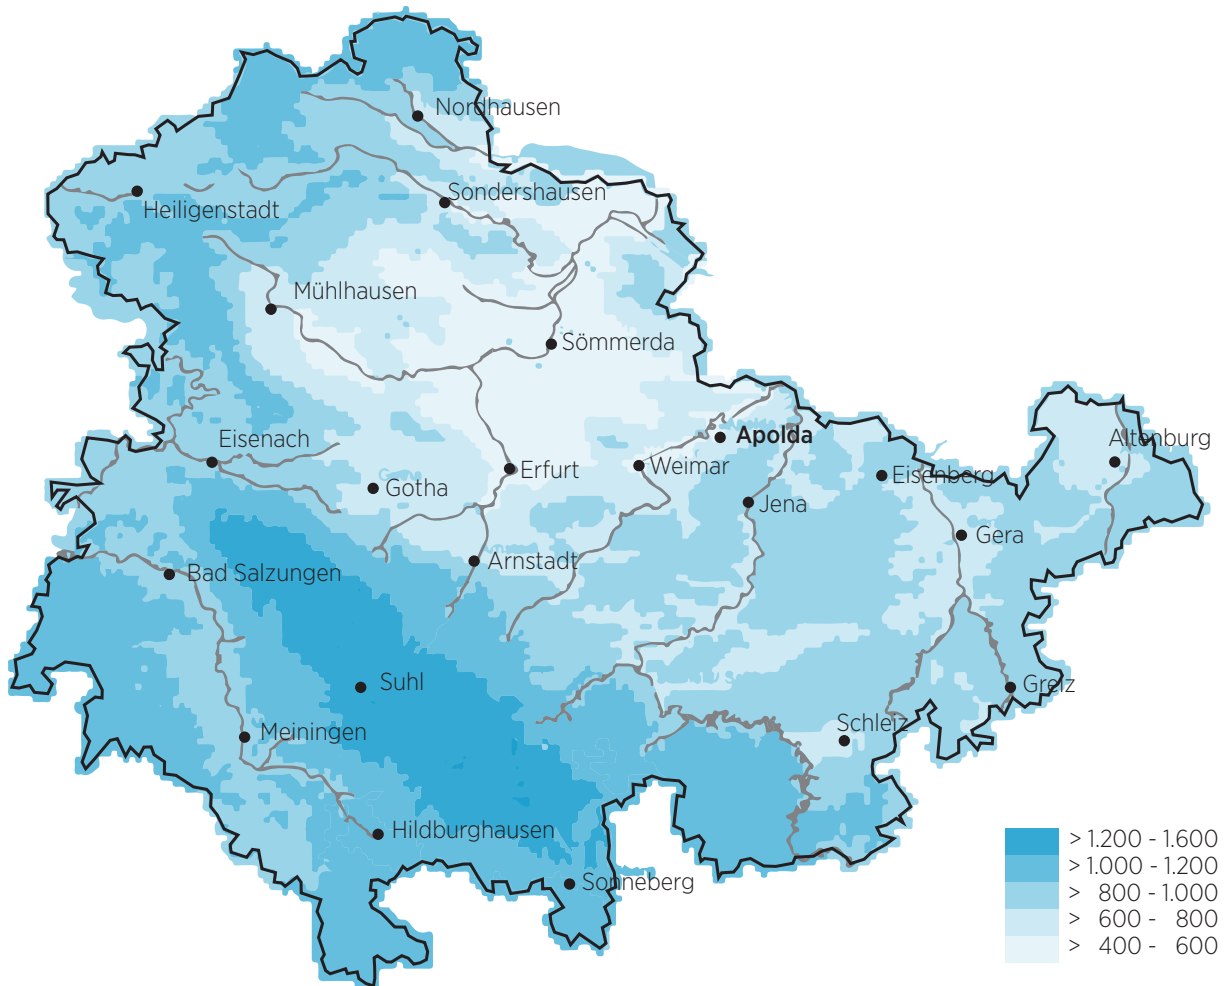 Nordhausen
Sondershausen
Heiligenstadt
Mühlhausen
Sömmerda
Eisenach
Apolda
Altenburg
Erfurt
Weimar
Eisenberg
Gotha
Jena
Gera
Arnstadt
Bad Salzungen
Suhl
Greiz
Schleiz
Meiningen
Hildburghausen
Sonneberg
> 1.200 - 1.600
> 1.000 - 1.200
> 800 - 1.000
> 600 - 800
> 400 - 600